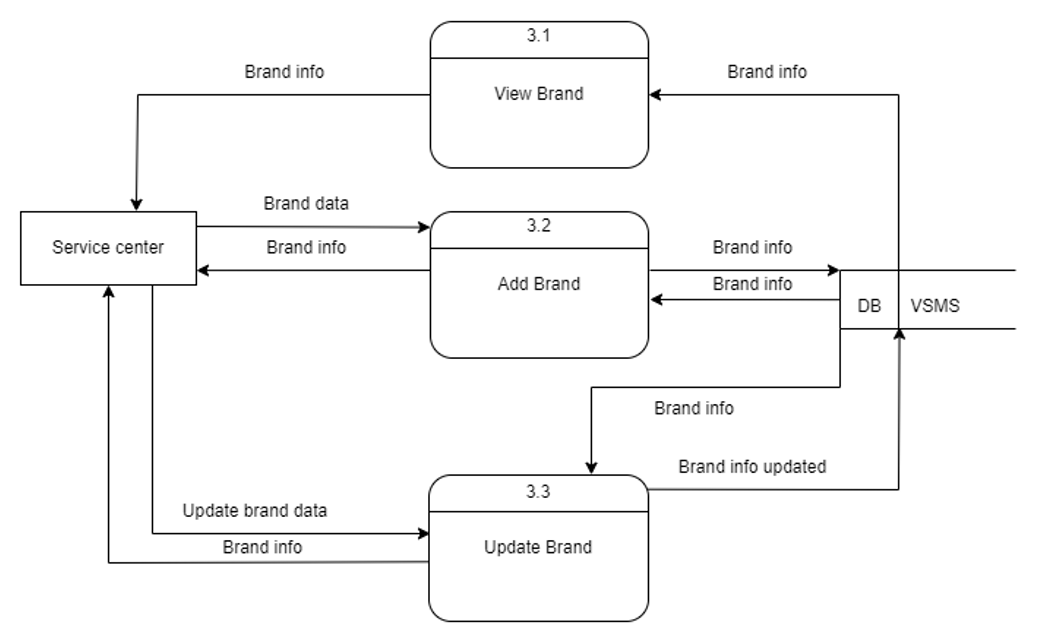 3.1
Brand info
Brand info
View Brand
Brand data
3.2
Service center
Brand info
Brand info
Add Brand
Brand info
DB
VSMS
Brand info
Brand info updated
3.3
Update brand data
Brand info
Update Brand